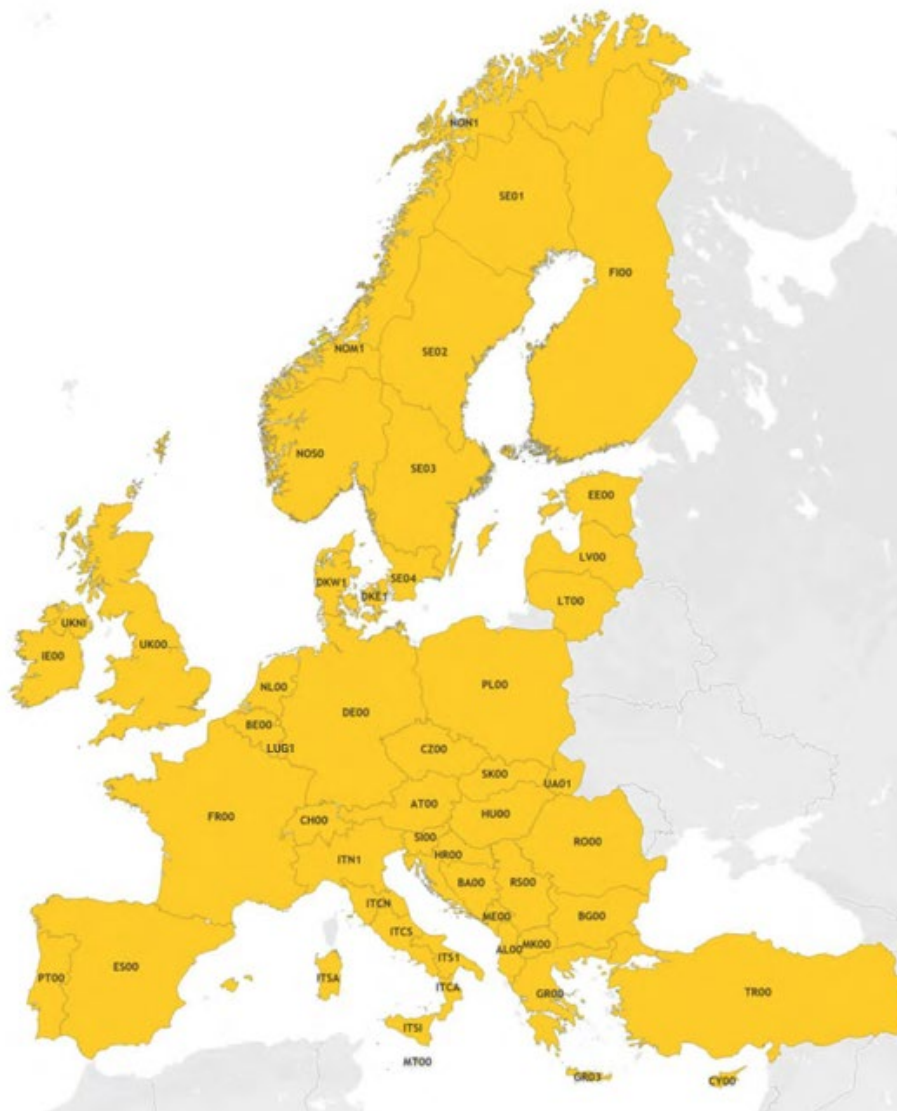 NON1
SE01
FI00
NOM1
SE02
NOS0
SE03
EE00
LV00
DKW1
SE04
DKE1
LT00
UKNI
UK00
IE00
NL00
PL00
DE00
BE00
LUG1
CZ00
SK00
UA01
AT00
FR00
CH00
HU00
SI00
RO00
HR00
ITN1
BA00
RS00
ITCN
ME00
BG00
ITCS
MK00
AL00
ITS1
PT00
ES00
ITSA
ITCA
GR00
TR00
ITSI
MT00
GR03
CY00